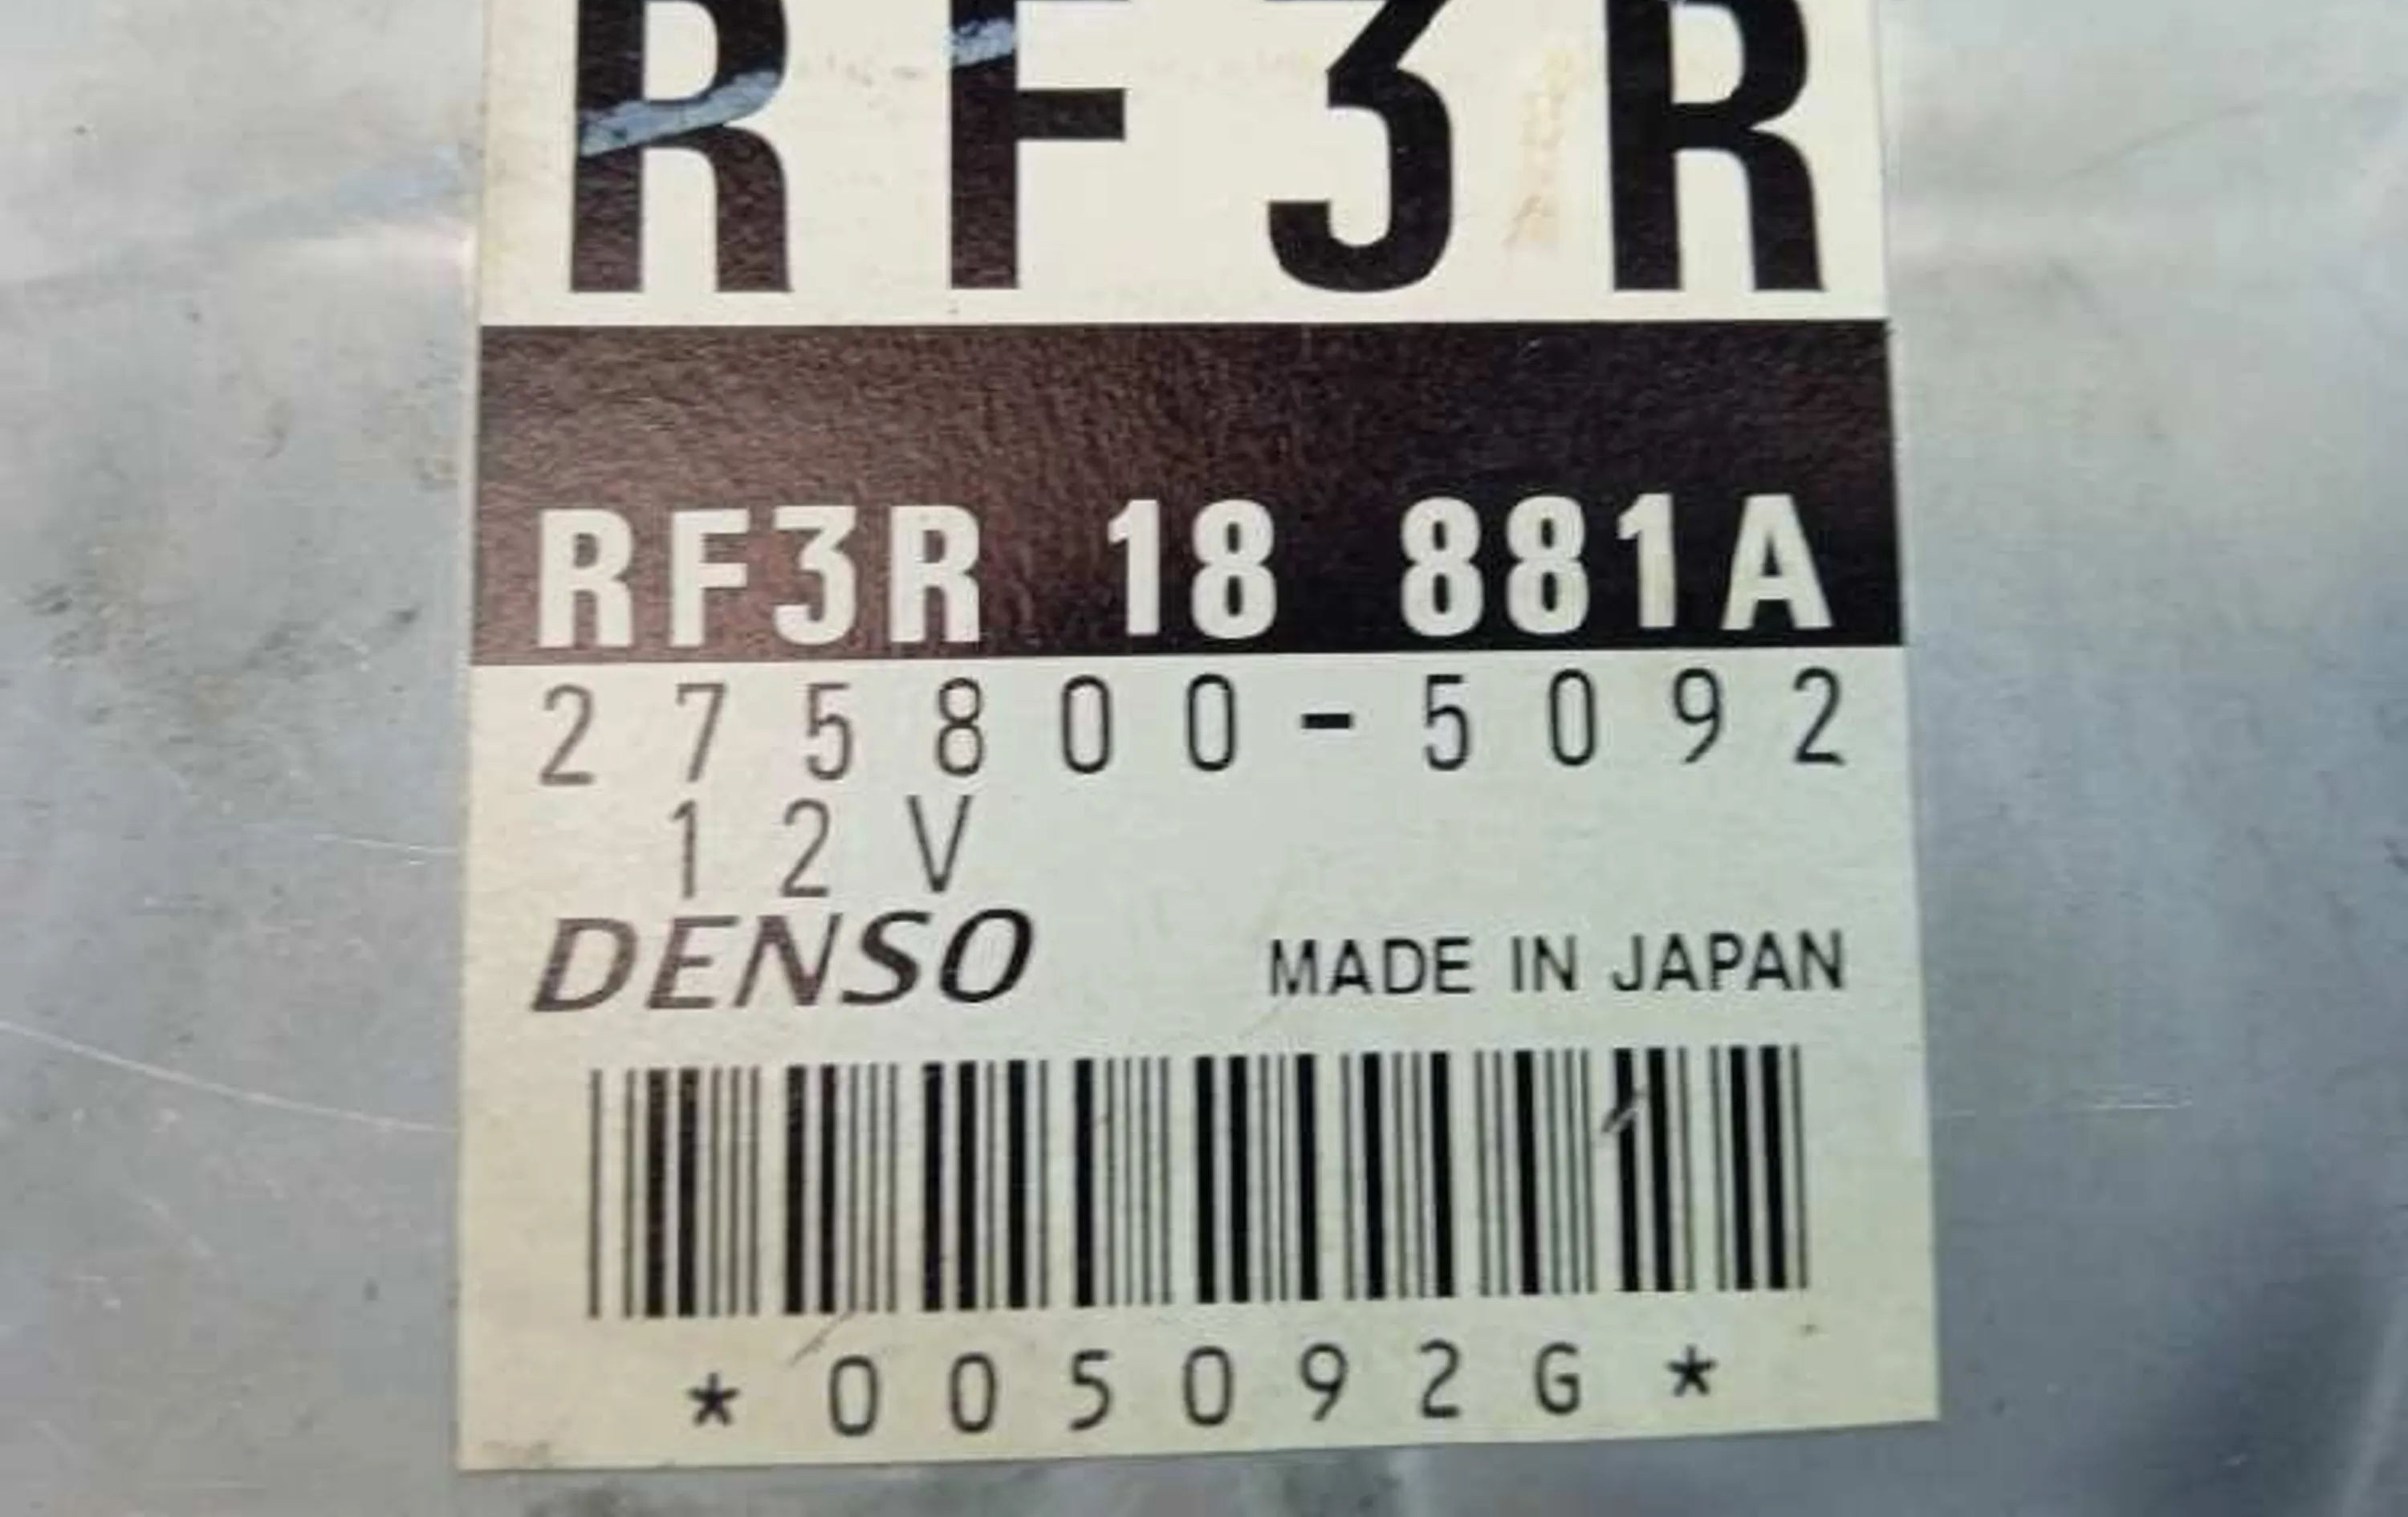 RF3R
RF3R 18 881A
275800-5092
12V
DENSO MADE IN JAPAN
*005092G*